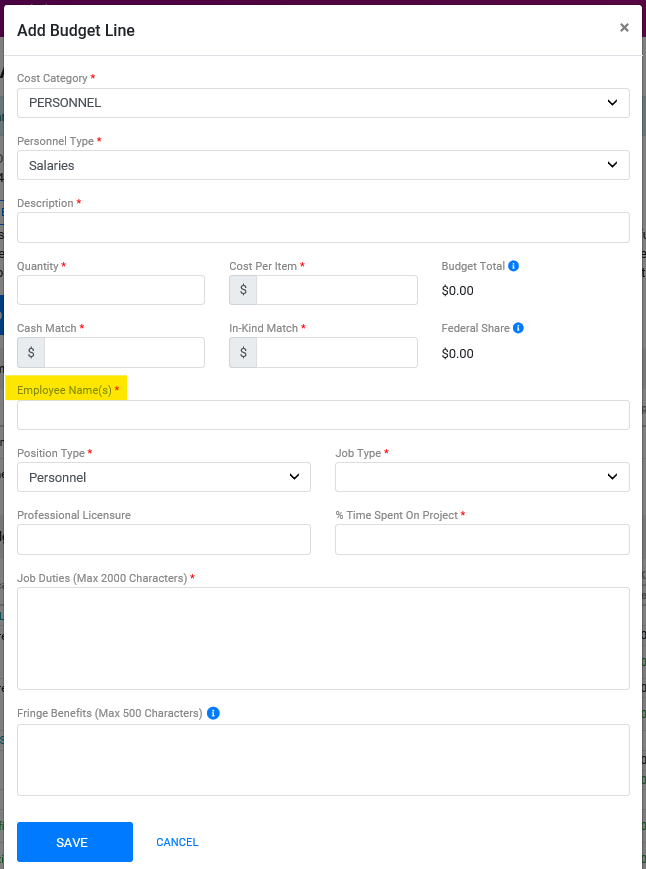 Add Budget Line ×
Cost Category *
PERSONNEL
Personnel Type *
Salaries
Description *
Quantity * Cost Per Item * Budget Total
$ $0.00
Cash Match * In-Kind Match * Federal Share
$ $ $0.00
Employee Name(s) *
Position Type * Job Type *
Personnel
Professional Licensure % Time Spent On Project *
Job Duties (Max 2000 Characters) *
Fringe Benefits (Max 500 Characters)
SAVE CANCEL